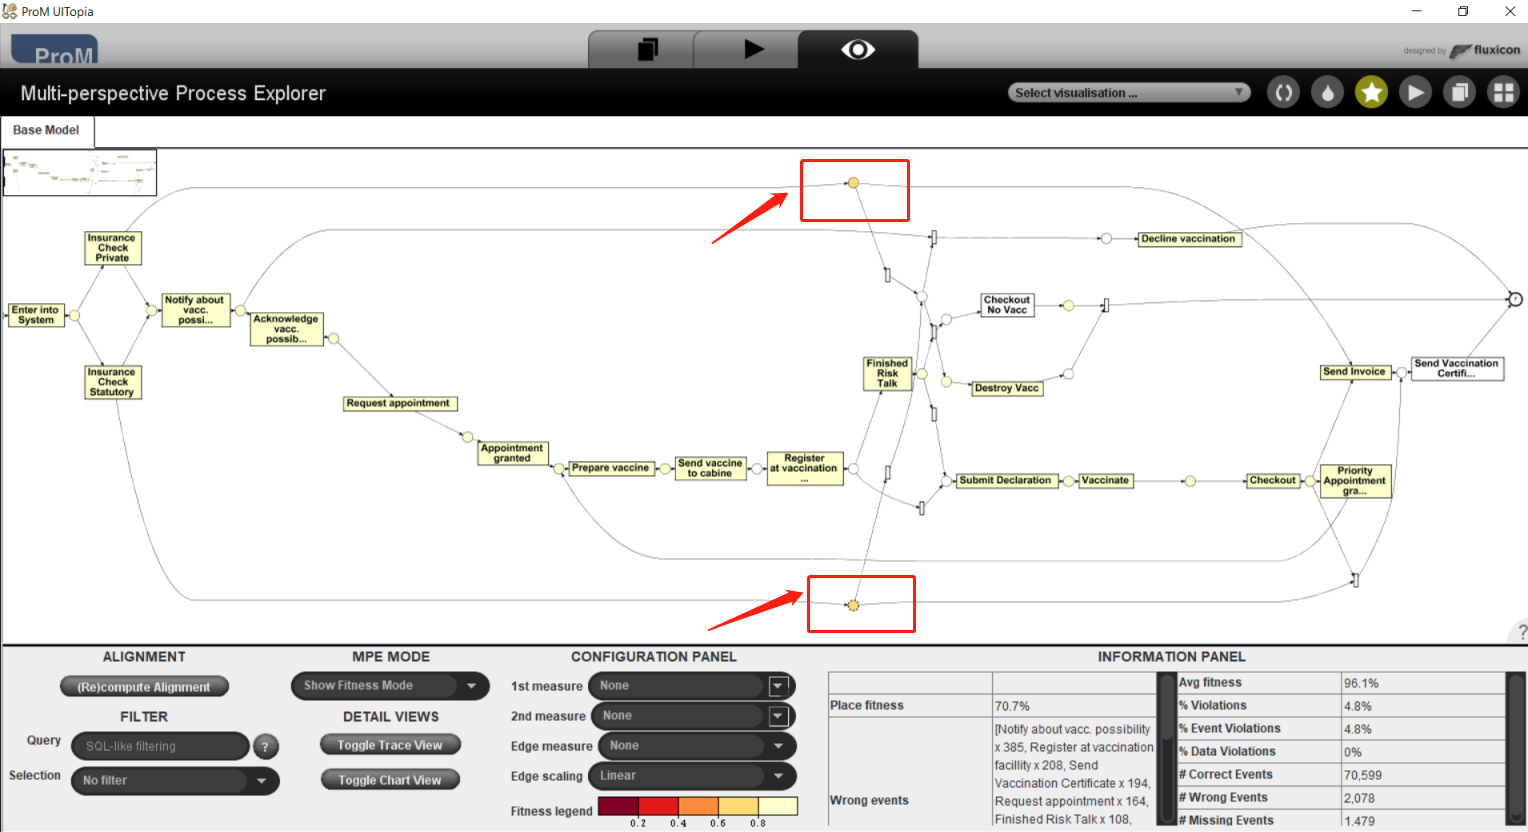 ProM UITopia
ProM
designed by fluxicon
Multi-perspective Process Explorer
Select visualisation ...
Base Model
Insurance
Check
Private
Decline vaccination
Enter into
System
Notify about
vacc.
possi...
Acknowledge
vacc.
possib...
Checkout
No Vacc
Insurance
Check
Statutory
Finished
Risk
Talk
Destroy Vacc
Send Invoice
Send Vaccination
Certifi...
Request appointment
Appointment
granted
Prepare vaccine
Send vaccine
to cabine
Register
at vaccination
...
Submit Declaration
Vaccinate
Checkout
Priority
Appointment
gra...
?
ALIGNMENT
(Re)compute Alignment
FILTER
Query
SQL-like filtering
?
Selection
No filter
MPE MODE
Show Fitness Mode
DETAIL VIEWS
Toggle Trace View
Toggle Chart View
CONFIGURATION PANEL
1st measure
None
2nd measure
None
Edge measure
None
Edge scaling
Linear
Fitness legend
0.2 0.4 0.6 0.8
INFORMATION PANEL
Place fitness
70.7%
Wrong events
[Notify about vacc. possibility
x 385, Register at vaccination
facillity x 208, Send
Vaccination Certificate x 194,
Request appointment x 164,
Finished Risk Talk x 108,
Avg fitness 96.1%
% Violations 4.8%
% Event Violations 4.8%
% Data Violations 0%
# Correct Events 70,599
# Wrong Events 2,078
# Missing Events 1,479